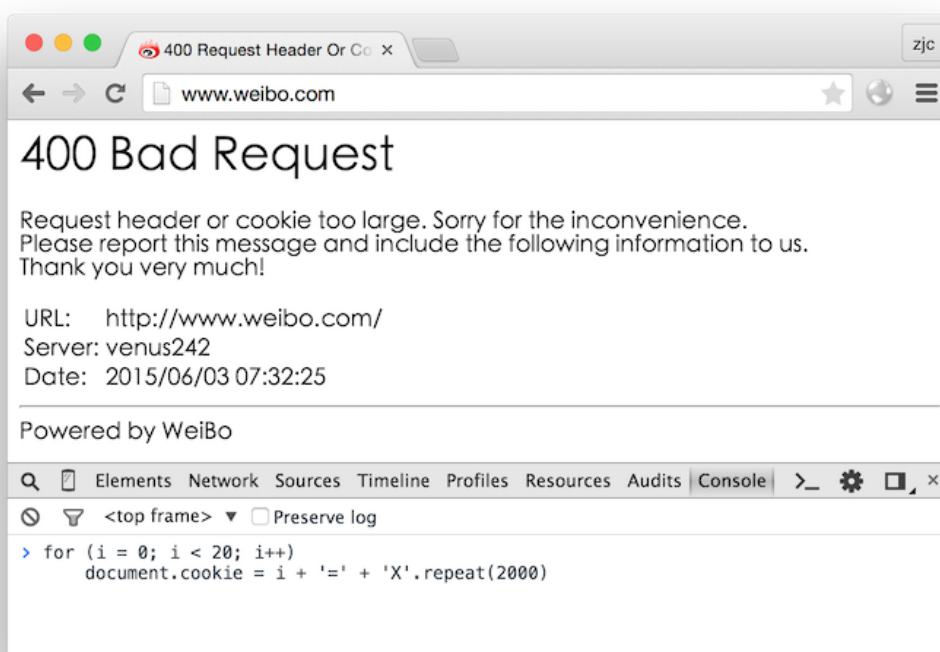 400 Request Header Or Co ×
zjc
www.weibo.com
400 Bad Request
Request header or cookie too large. Sorry for the inconvenience.
Please report this message and include the following information to us.
Thank you very much!
URL: http://www.weibo.com/
Server: venus242
Date: 2015/06/03 07:32:25
Powered by WeiBo
Elements Network Sources Timeline Profiles Resources Audits Console
<top frame> ▼ Preserve log
> for (i = 0; i < 20; i++)
document.cookie = i + '=' + 'X'.repeat(2000)